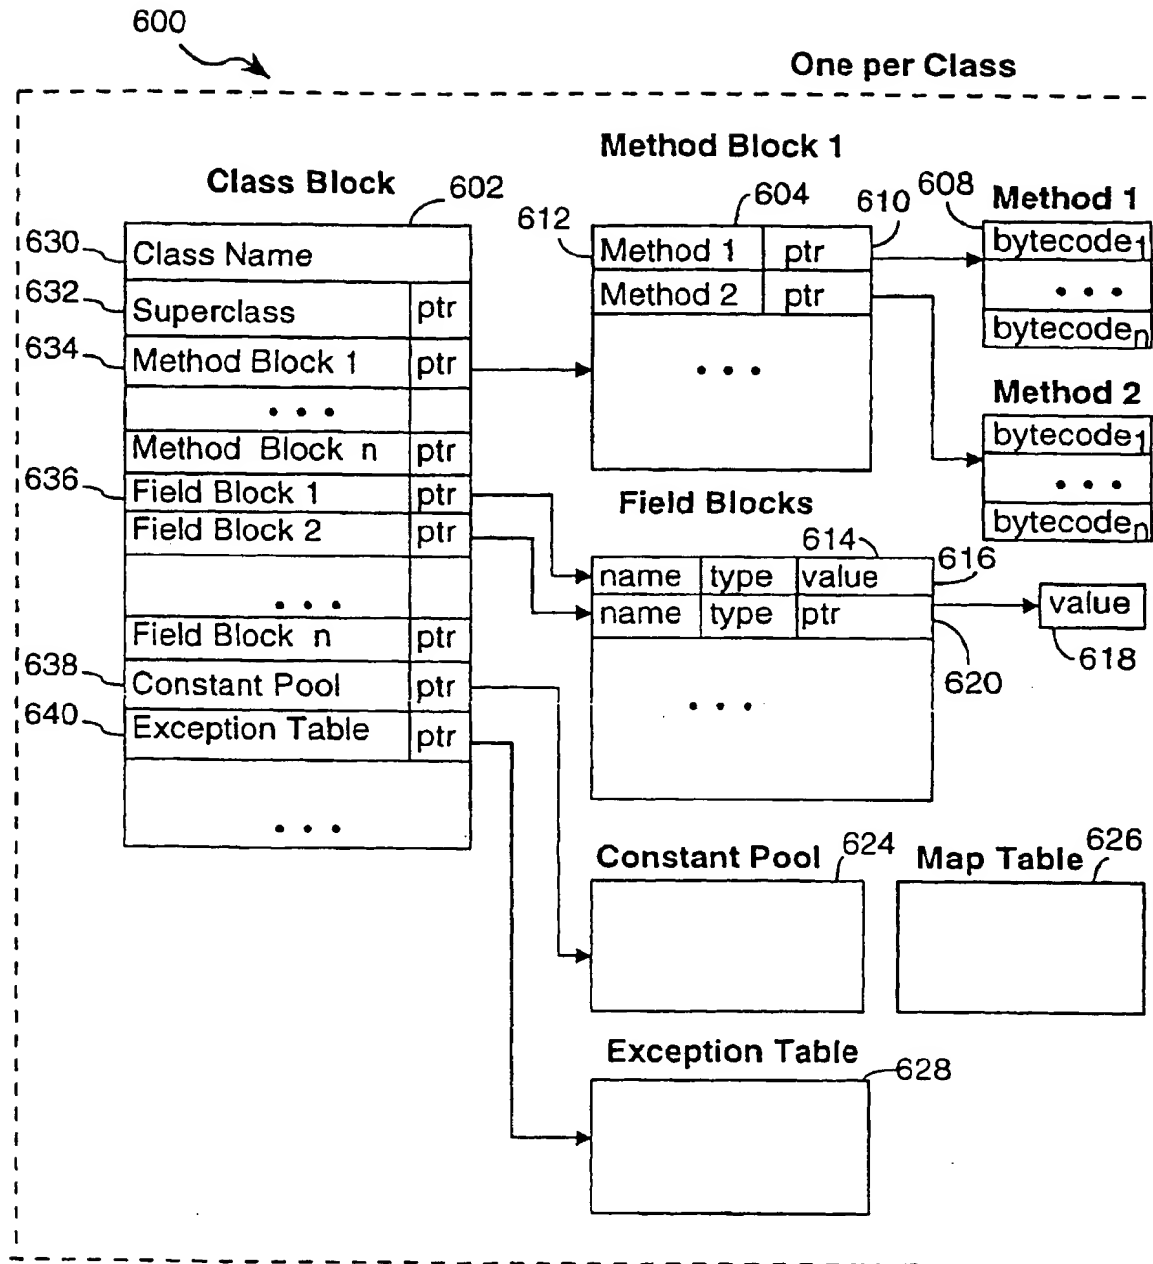 600
One per Class
Class Block
602
630
Class Name
632
Superclass ptr
634
Method Block 1 ptr
• • •
Method Block n ptr
636
Field Block 1 ptr
Field Block 2 ptr
• • •
Field Block n ptr
638
Constant Pool ptr
640
Exception Table ptr
• • •
Method Block 1
604
610
612
Method 1 ptr
Method 2 ptr
• • •
608
Method 1
bytecode1
• • •
bytecoden
Method 2
bytecode1
• • •
bytecoden
Field Blocks
614
616
name type value
name type ptr
620
• • •
value
618
Constant Pool
624
Map Table
626
Exception Table
628